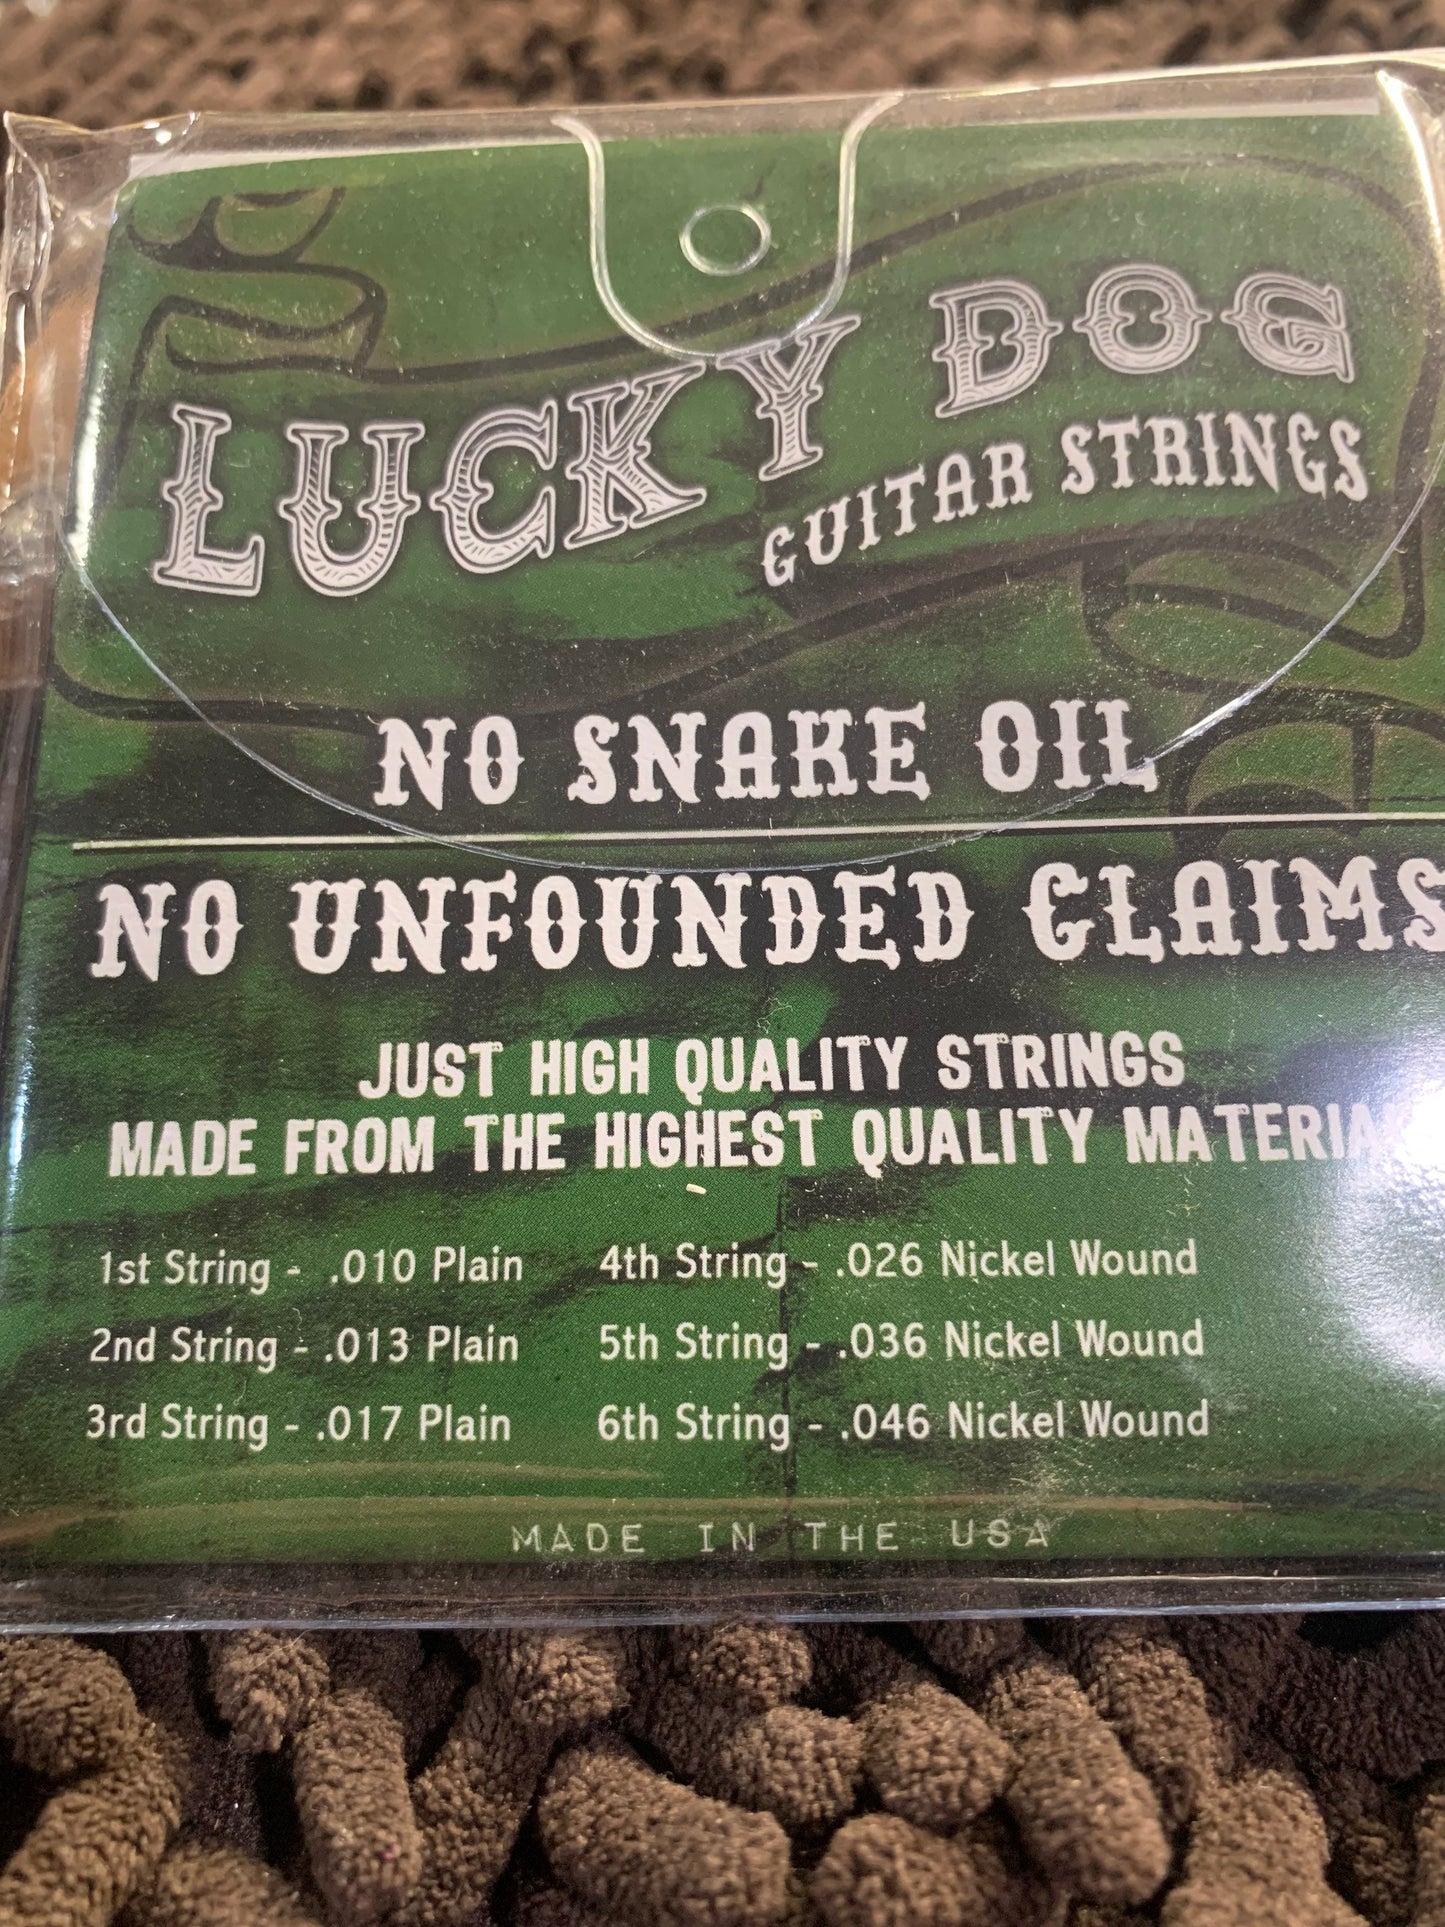 LUCKY DOG
GUITAR STRINGS
NO SNAKE OIL
NO UNFOUNDED CLAIMS
JUST HIGH QUALITY STRINGS
MADE FROM THE HIGHEST QUALITY
1st String - .010 Plain
4th String - .026 Nickel Wound
2nd String - .013 Plain
5th String - .036 Nickel Wound
3rd String - .017 Plain
6th String - .046 Nickel Wound
MADE IN THE USA